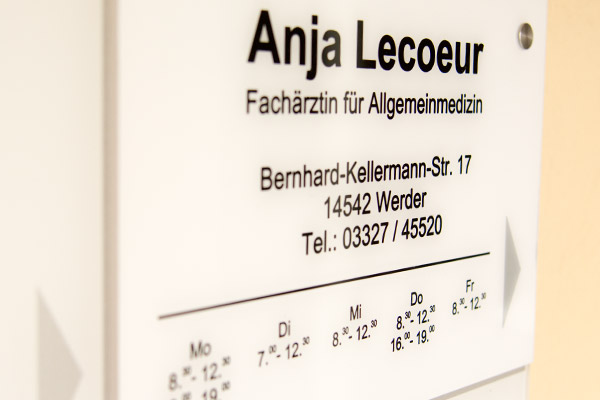 Anja Lecoeur
Fachärztin für Allgemeinmedizin
Bernhard-Kellermann-Str. 17
14542 Werder
Tel.: 03327 / 45520
Mo Di Mi Do Fr
8.³⁰- 12.³⁰ 7.⁰⁰- 12.³⁰ 8.³⁰- 12.³⁰ 8.³⁰- 12.³⁰ 8.³⁰- 12.³⁰
19.⁰⁰ 16.⁰⁰- 19.⁰⁰